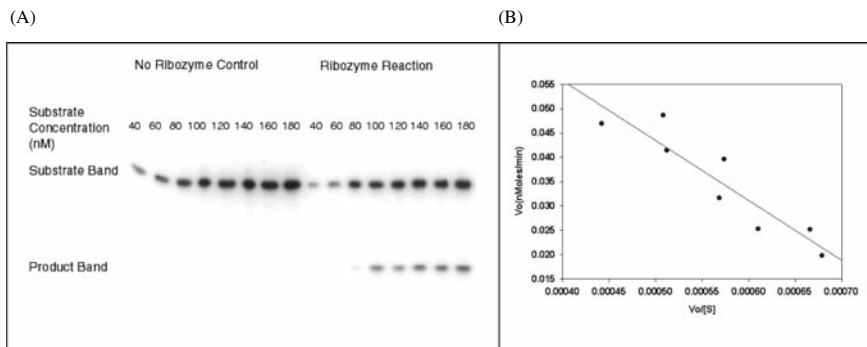 (A)
(B)
No Ribozyme Control
Ribozyme Reaction
Substrate
Concentration
(nM)
40 60 80 100 120 140 160 180 40 60 80 100 120 140 160 180
Substrate Band
Product Band
0.055
0.050
0.045
0.040
0.035
0.030
0.025
0.020
0.015
Vo(nMoles/min)
0.00040 0.00045 0.00050 0.00055 0.00060 0.00065 0.00070
Vo/[S]